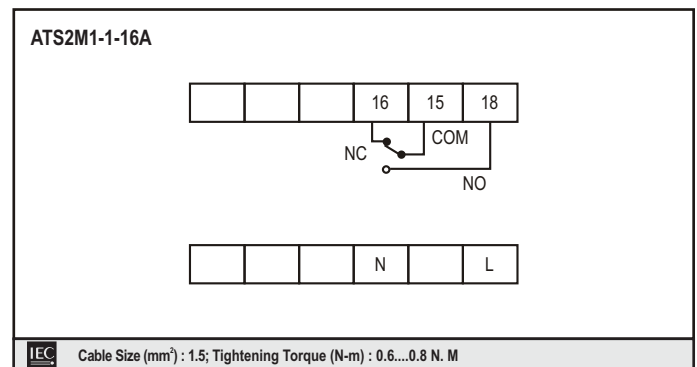 ATS2M1-1-16A
16 15 18
NC COM
NO
N L
IEC Cable Size (mm²) : 1.5; Tightening Torque (N-m) : 0.6....0.8 N. M